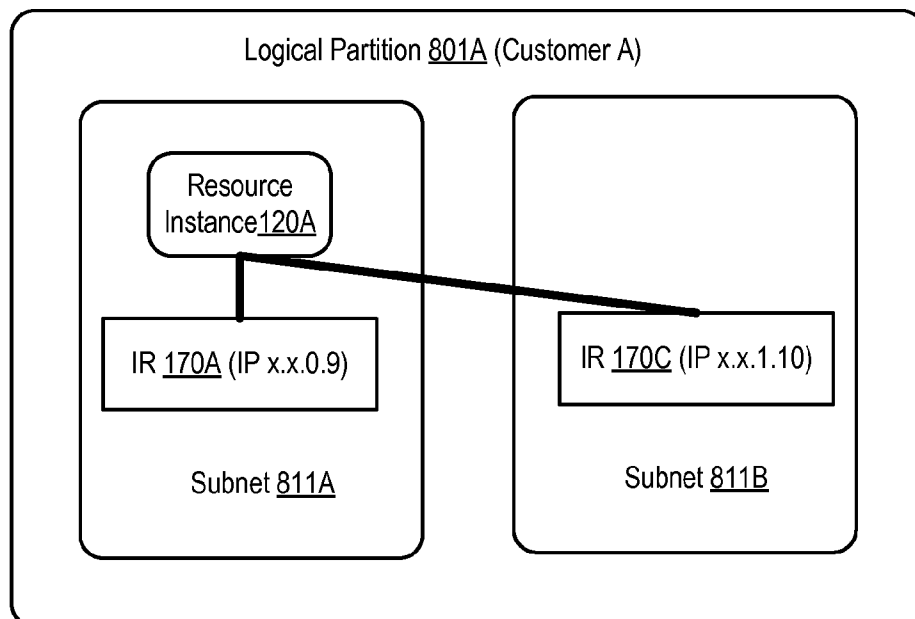 Logical Partition 801A (Customer A)
Resource
Instance120A
IR 170A (IP x.x.0.9)
IR 170C (IP x.x.1.10)
Subnet 811A
Subnet 811B